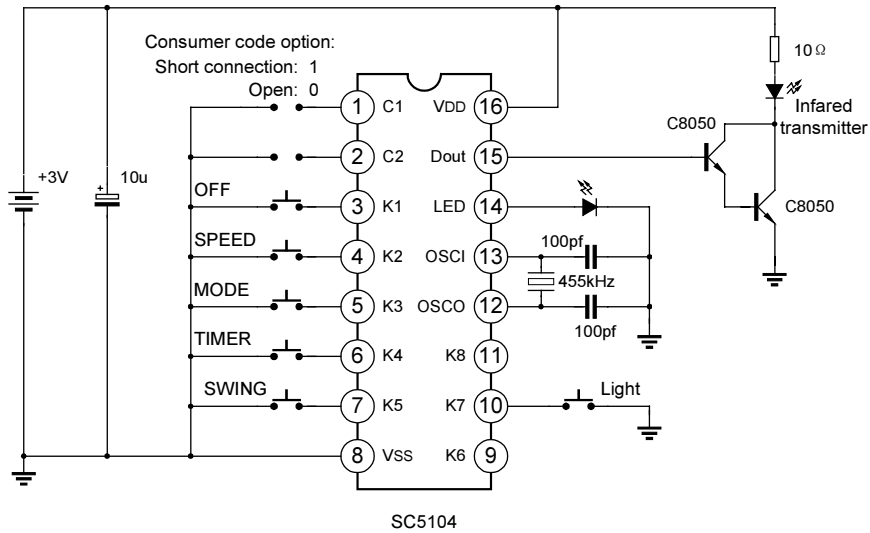 Consumer code option:
Short connection: 1
Open: 0
+3V
10u
OFF
SPEED
MODE
TIMER
SWING
1 C1
2 C2
3 K1
4 K2
5 K3
6 K4
7 K5
8 VSS
VDD 16
Dout 15
LED 14
OSCI 13
OSCO 12
K8 11
K7 10
K6 9
100pf
455kHz
100pf
Light
10Ω
Infared
transmitter
C8050
C8050
SC5104